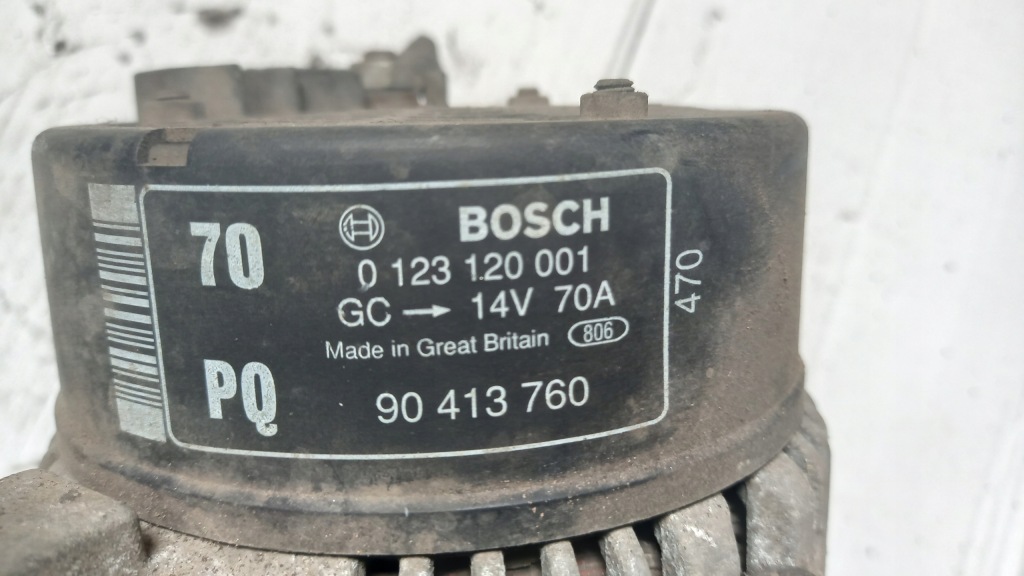 70
BOSCH
0 123 120 001
GC → 14V 70A
Made in Great Britain 806
PQ
90 413 760
470